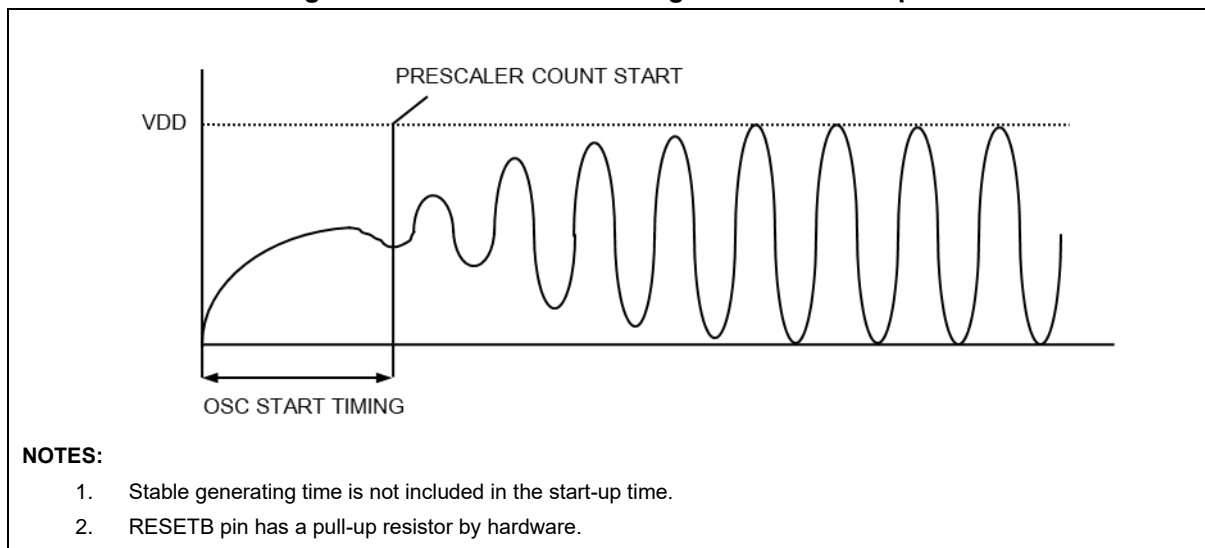 PRESCALER COUNT START
VDD
OSC START TIMING
NOTES:
1. Stable generating time is not included in the start-up time.
2. RESETB pin has a pull-up resistor by hardware.